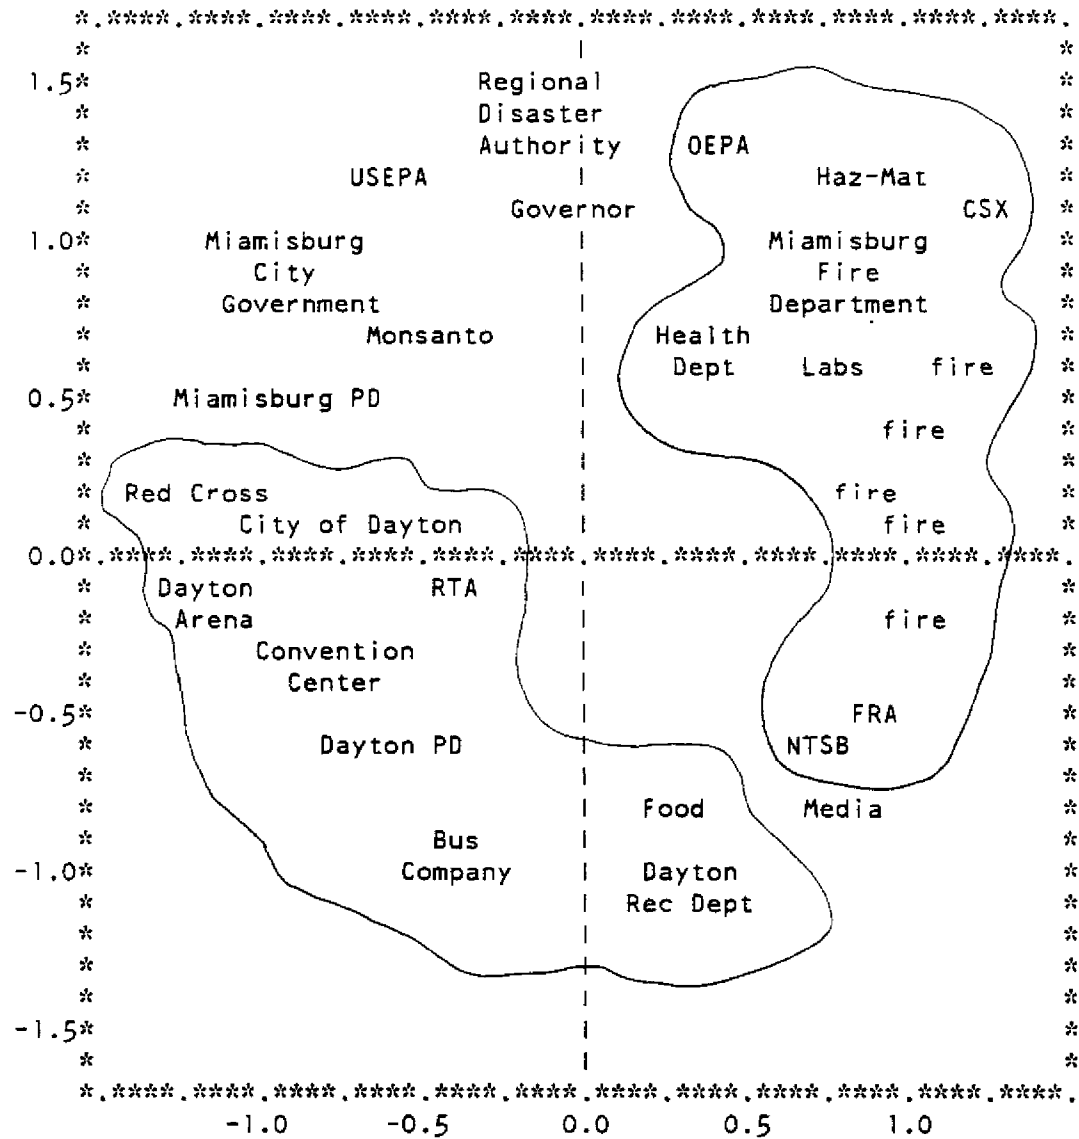 *.****.****.****.****.****.****.****.****.****.****.****.****.
1.5* Regional *
Disaster
Authority OEPA
USEPA Haz-Mat
Governor CSX
1.0* Miamisburg Miamisburg *
City Fire
Government Department
Monsanto Health
Dept Labs fire
0.5* Miamisburg PD *
fire
Red Cross fire
City of Dayton fire
0.0*.****.****.****.****.****.****.****.****.****.****.****.****.
Dayton RTA
Arena fire
Convention
Center
-0.5* FRA *
Dayton PD NTSB
Food Media
Bus
-1.0* Company Dayton *
Rec Dept
-1.5* *
*.****.****.****.****.****.****.****.****.****.****.****.****.
-1.0 -0.5 0.0 0.5 1.0